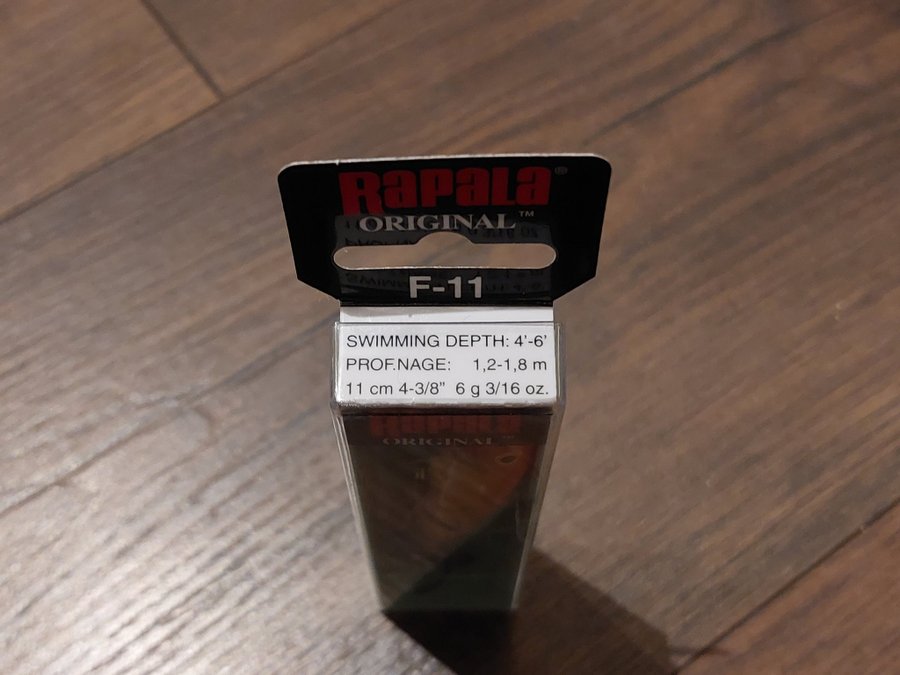 Rapala®
ORIGINAL™
F-11
SWIMMING DEPTH: 4'-6'
PROF.NAGE: 1,2-1,8 m
11 cm 4-3/8” 6 g 3/16 oz.
Rapala
ORIGINAL™